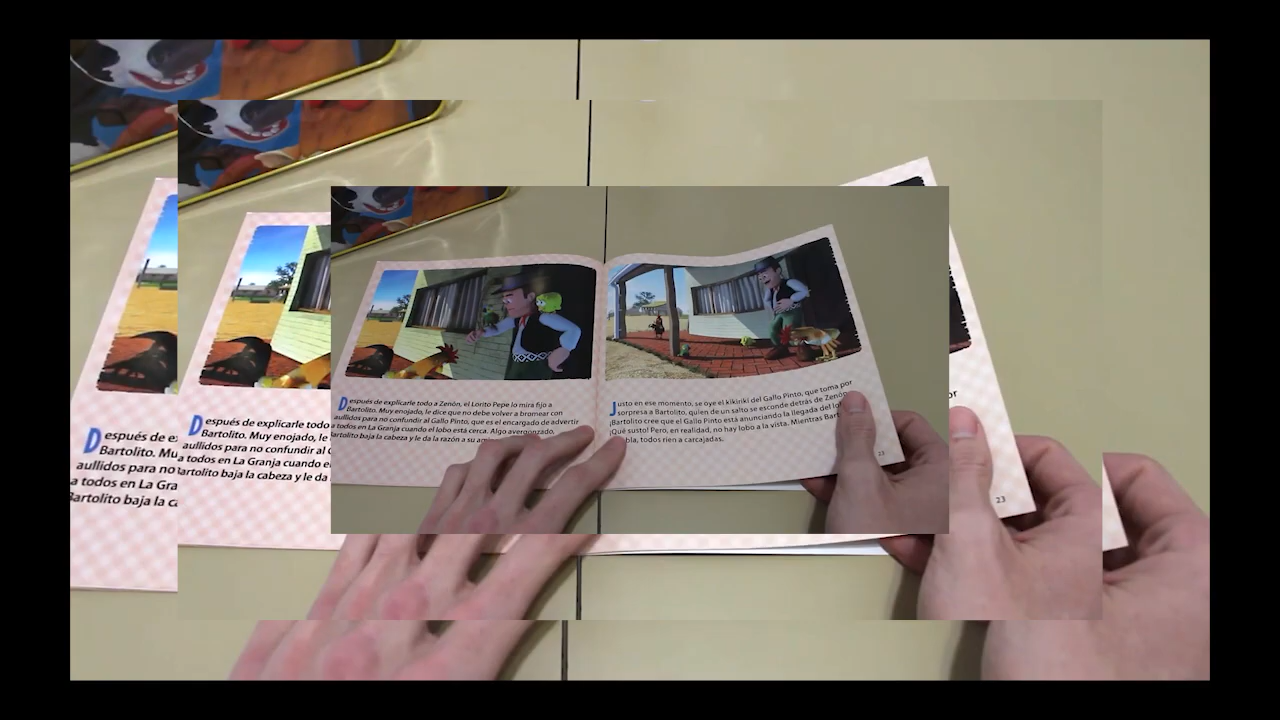 Después de explicarle todo a Zenón, el Lorito Pepe lo mira fijo a
Bartolito. Muy enojado, le dice que no debe volver a bromear con
aullidos para no confundir al Gallo Pinto, que es el encargado de advertir
a todos en La Granja cuando el lobo está cerca. Algo avergonzado,
Bartolito baja la cabeza y le da la razón a su
Justo en ese momento, se oye el kikirikí del Gallo Pinto, que toma por
sorpresa a Bartolito, quien de un salto se esconde detrás de Zenón.
¡Bartolito cree que el Gallo Pinto está anunciando la llegada del
¡Qué susto! Pero, en realidad, no hay lobo a la vista. Mientras
todos ríen a carcajadas.
23
Después de explicarle todo
Bartolito. Muy enojado, le
aullidos para no confundir al
a todos en La Granja cuando e
Bartolito baja la cabeza y le da
or
23
Después de ex
Bartolito. Mu
aullidos para no
a todos en La Gra
Bartolito baja la c